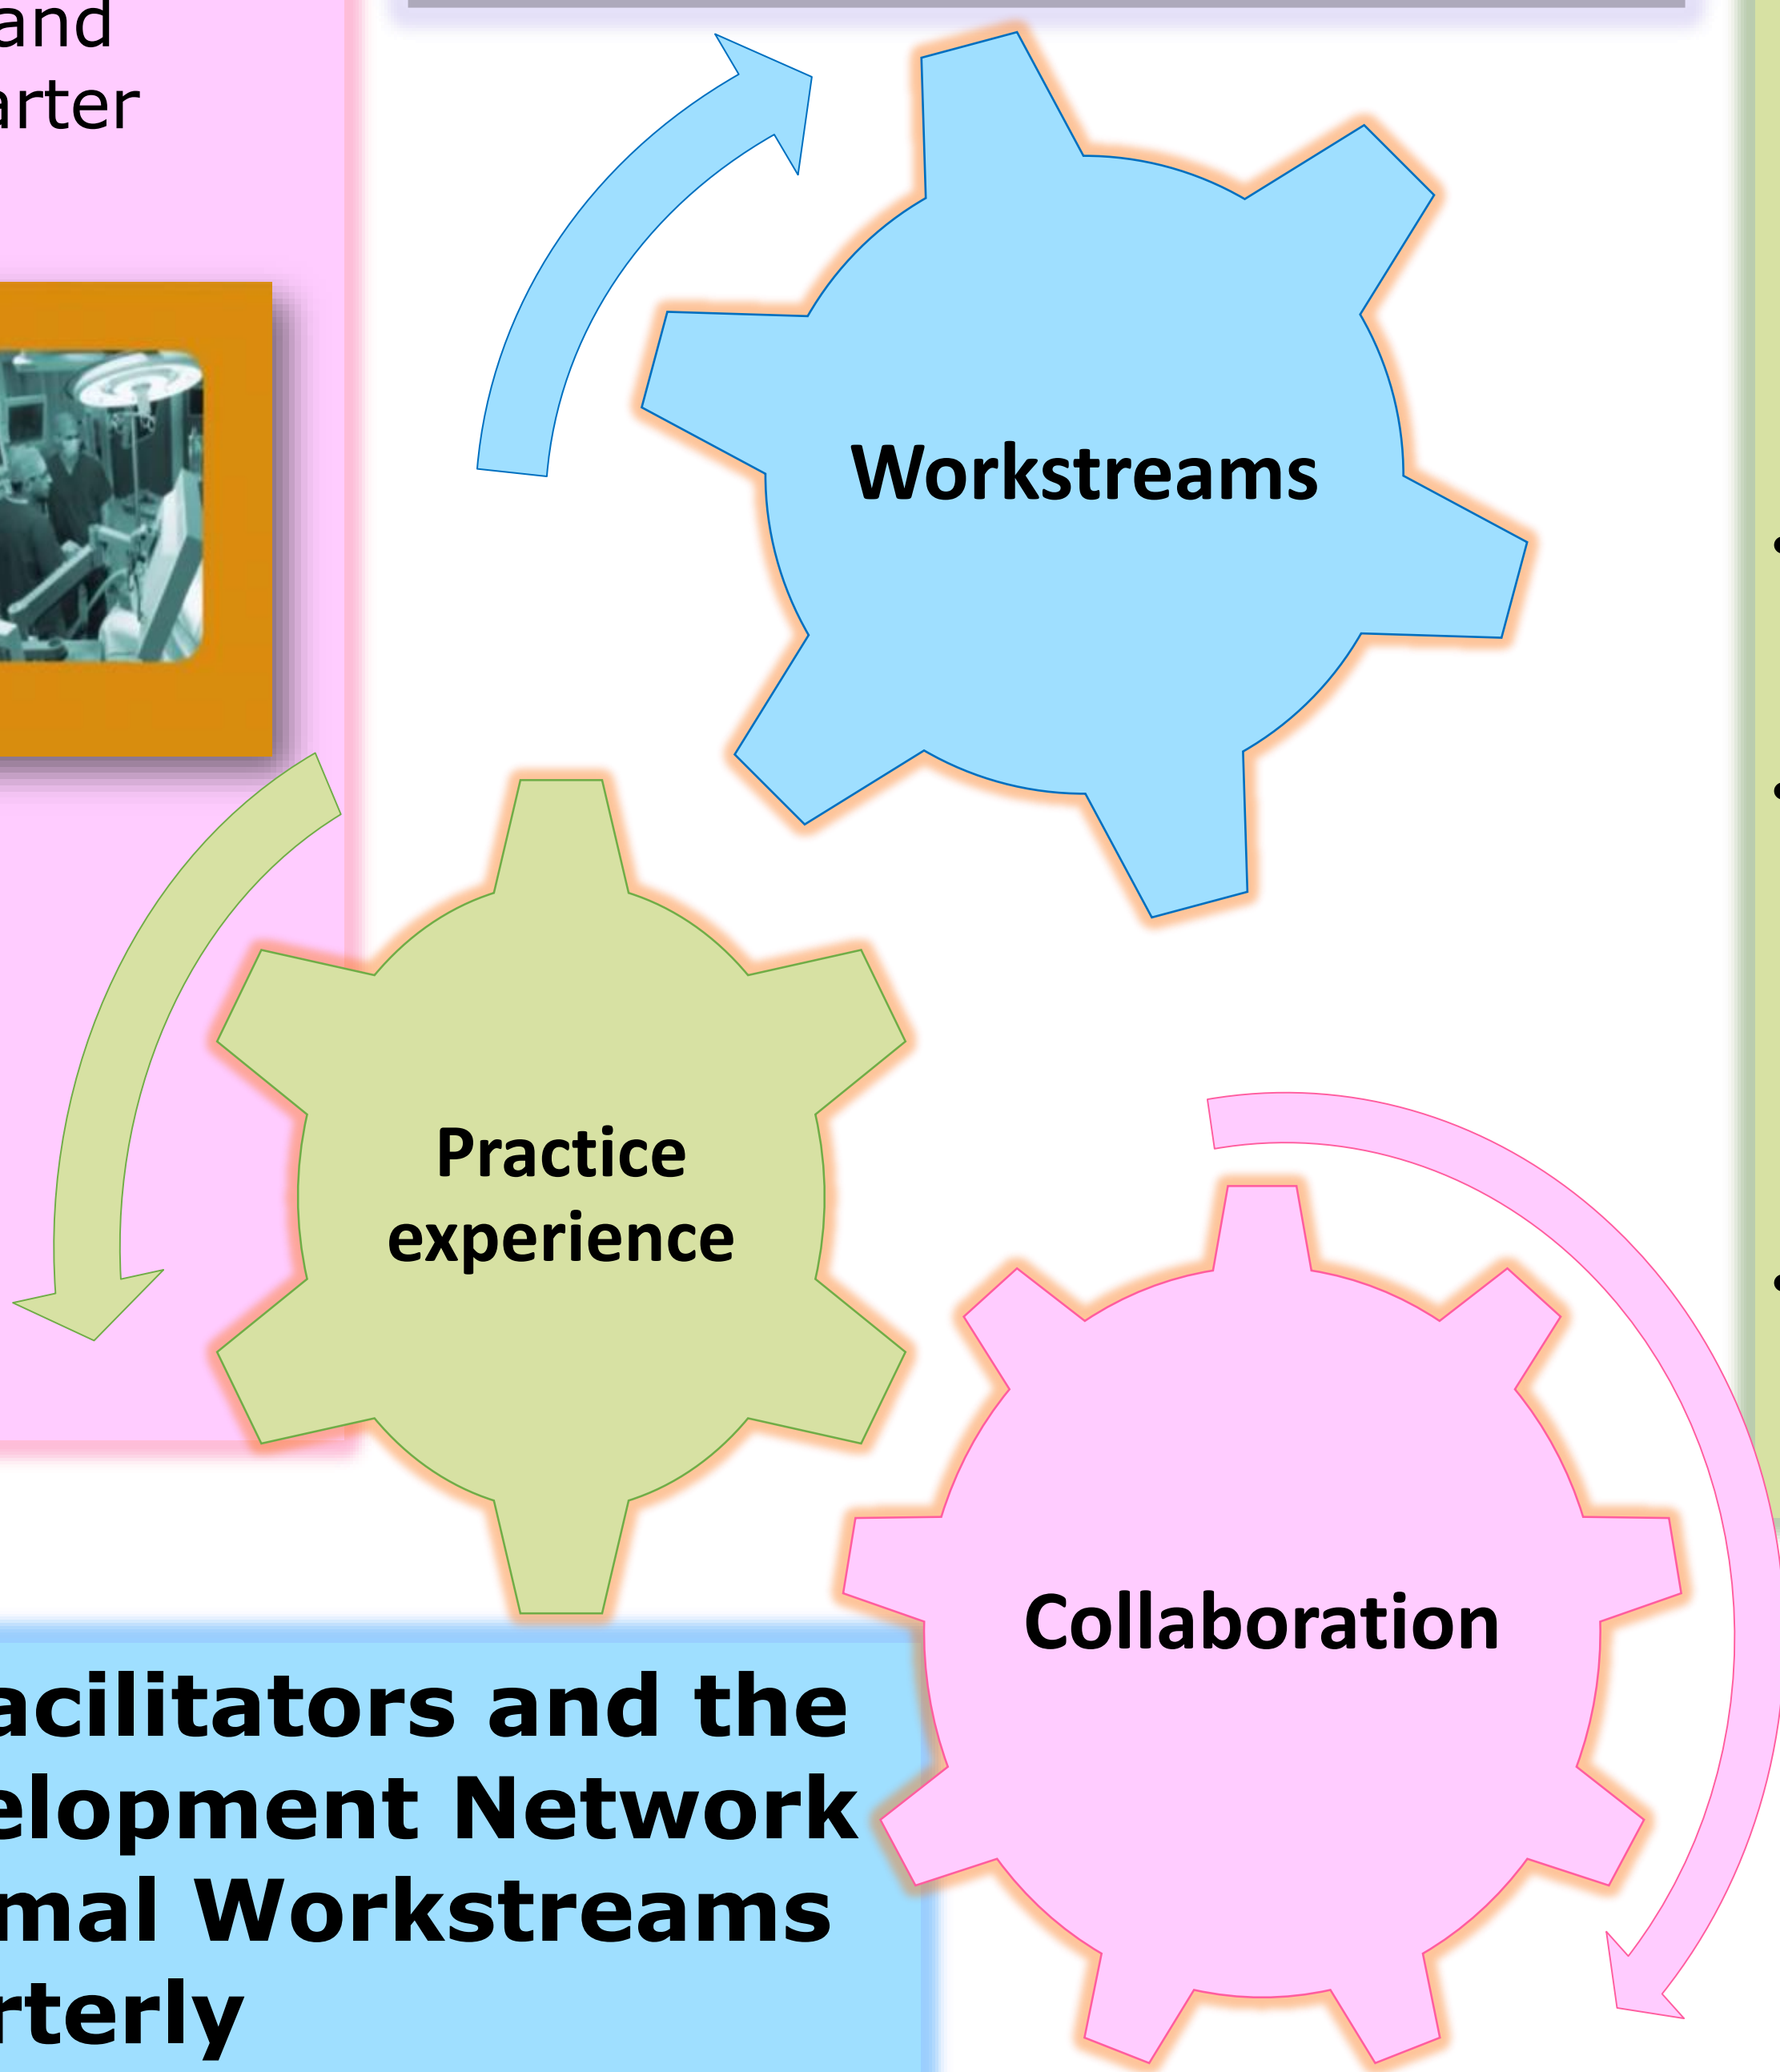 and
arter
Workstreams
Practice
experience
Collaboration
acilitators and the
elopment Network
mal Workstreams
rterly